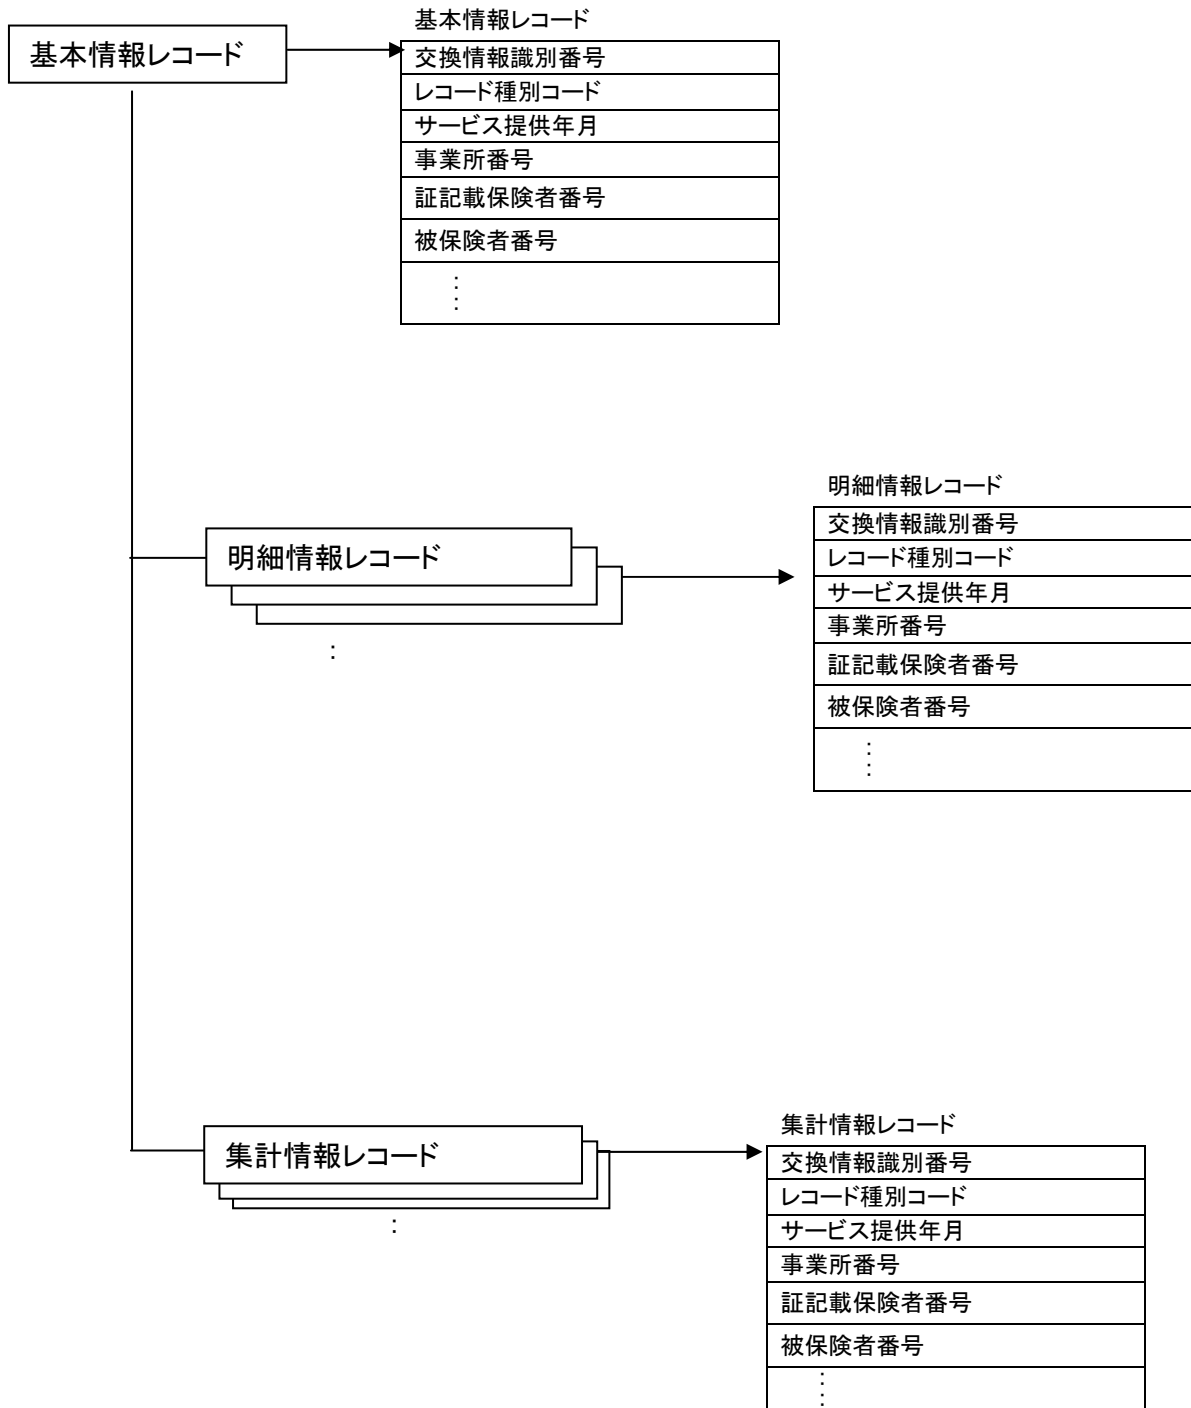 基本情報レコード
基本情報レコード
交換情報識別番号
レコード種別コード
サービス提供年月
事業所番号
証記載保険者番号
被保険者番号
:
:
明細情報レコード
:
明細情報レコード
交換情報識別番号
レコード種別コード
サービス提供年月
事業所番号
証記載保険者番号
被保険者番号
:
:
集計情報レコード
:
集計情報レコード
交換情報識別番号
レコード種別コード
サービス提供年月
事業所番号
証記載保険者番号
被保険者番号
:
: